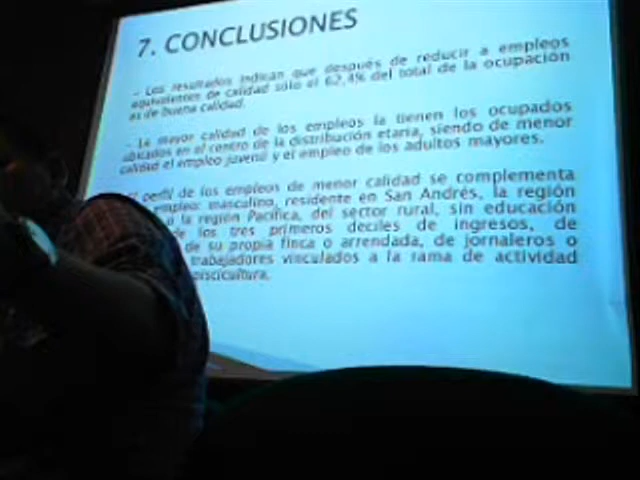 7. CONCLUSIONES
- Los resultados indican que después de reducir a empleos
equivalentes de calidad sólo el 62,4% del total de la ocupación
es de buena calidad.
- La mayor calidad de los empleos la tienen los ocupados
ubicados en el centro de la distribución etaria, siendo de menor
calidad el empleo juvenil y el empleo de los adultos mayores.
perfil de los empleos de menor calidad se complementa
empleo: masculino, residente en San Andrés, la región
o la región Pacífica, del sector rural, sin educación
de los tres primeros deciles de ingresos, de
de su propia finca o arrendada, de jornaleros o
trabajadores vinculados a la rama de actividad
piscicultura.